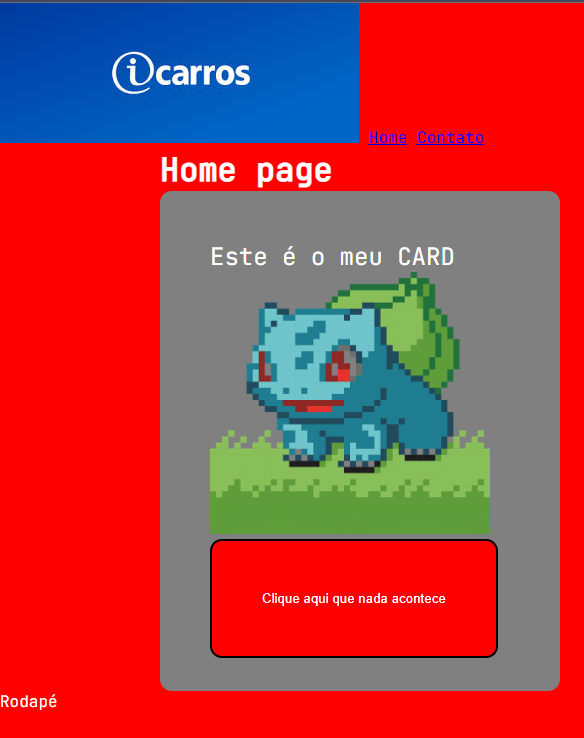 icarros
Home Contato
Home page
Este é o meu CARD
Clique aqui que nada acontece
Rodapé